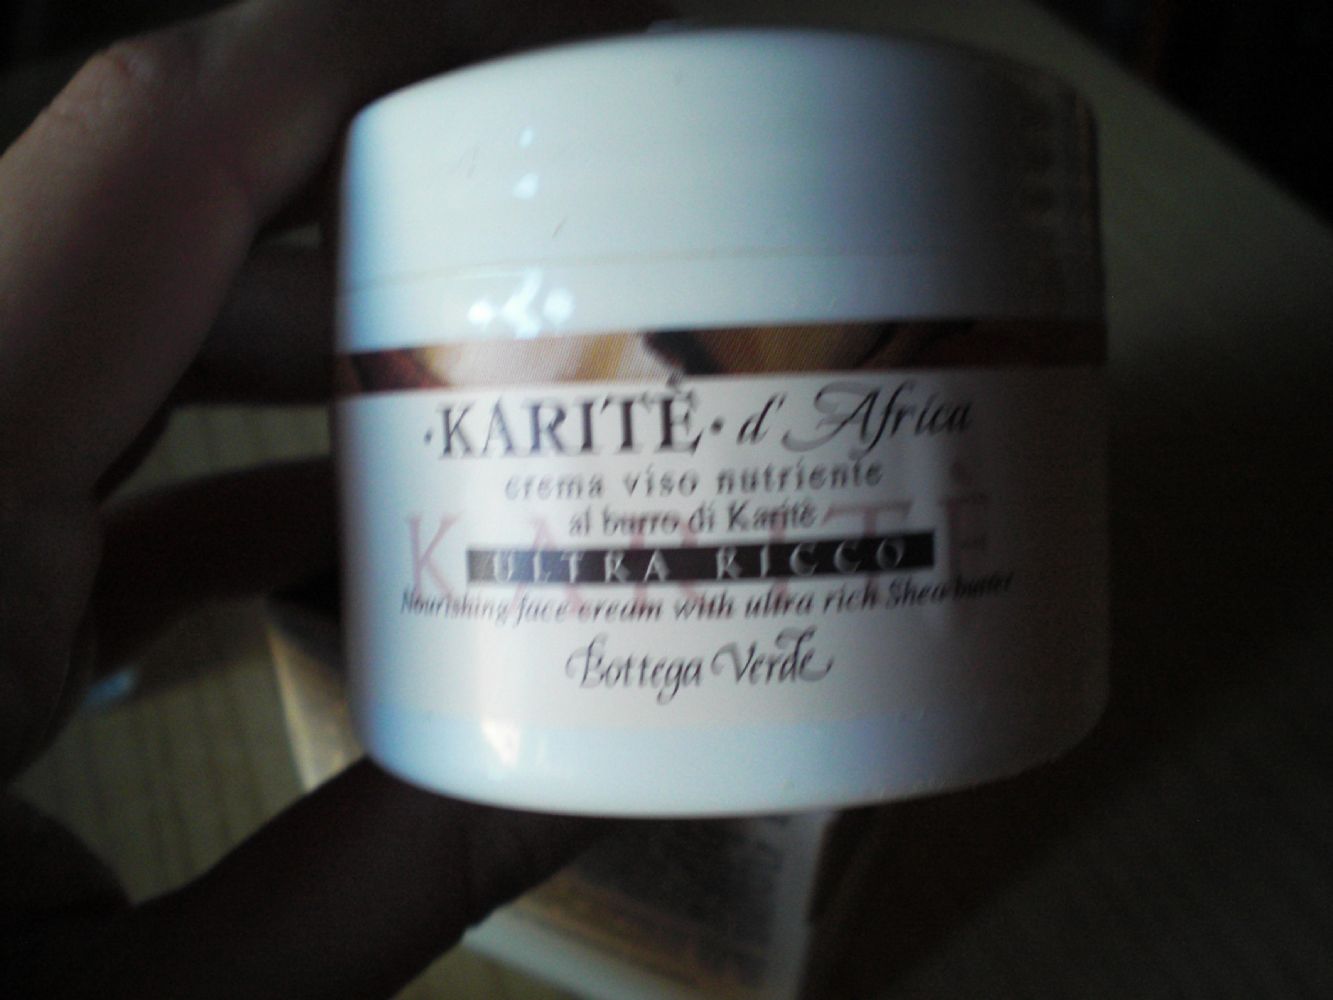 ·KARITÈ· d'Africa
crema viso nutriente
al burro di Karitè
KARITÈ
ULTRA RICCO
Nourishing face cream with ultra rich Shea butter
Bottega Verde